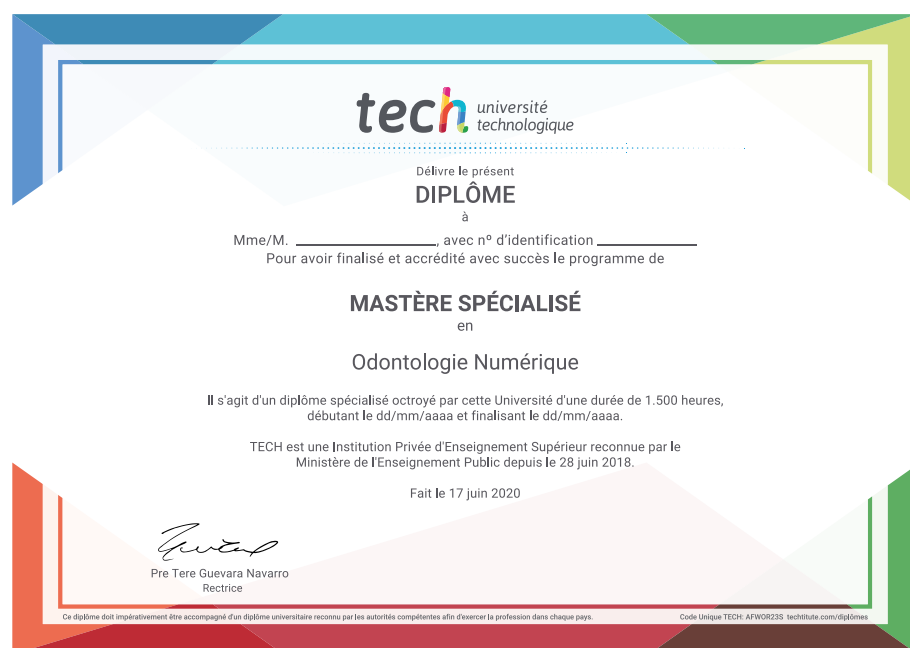 tech université
technologique
Délivre le présent
DIPLÔME
à
Mme/M. ____________________, avec nº d'identification ______________
Pour avoir finalisé et accrédité avec succès le programme de
MASTÈRE SPÉCIALISÉ
en
Odontologie Numérique
Il s'agit d'un diplôme spécialisé octroyé par cette Université d'une durée de 1.500 heures,
débutant le dd/mm/aaaa et finalisant le dd/mm/aaaa.
TECH est une Institution Privée d'Enseignement Supérieur reconnue par le
Ministère de l'Enseignement Public depuis le 28 juin 2018.
Fait le 17 juin 2020
Pre Tere Guevara Navarro
Rectrice
Ce diplôme doit impérativement être accompagné d'un diplôme universitaire reconnu par les autorités compétentes afin d'exercer la profession dans chaque pays. Code Unique TECH: AFWOR23S techtitute.com/diplômes